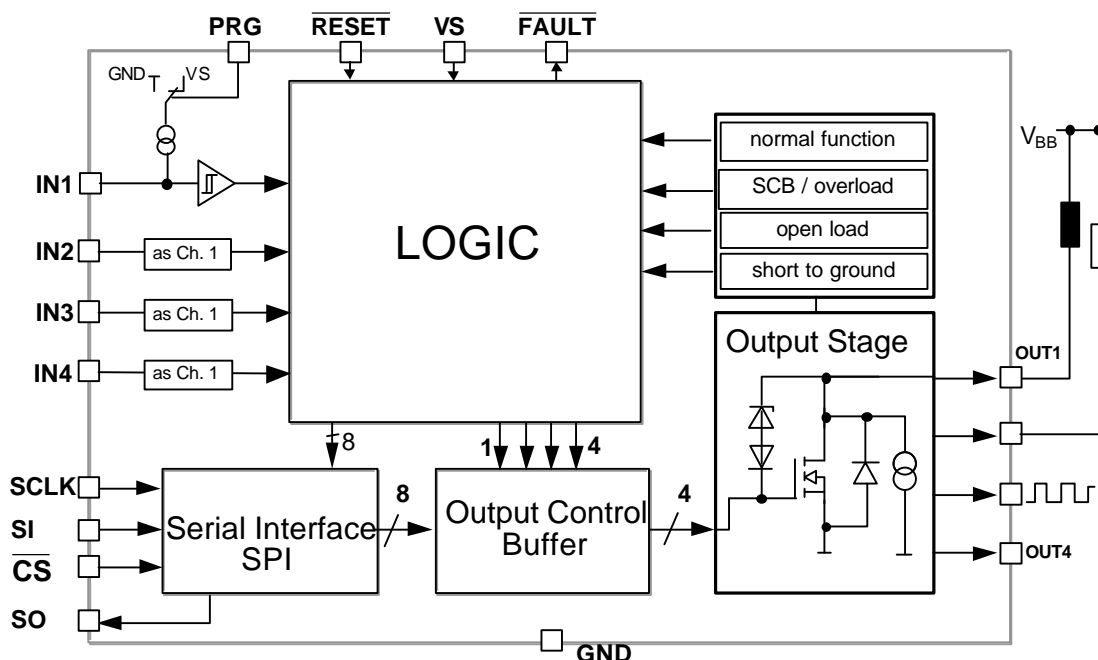 PRG
RESET
VS
FAULT
GND
VS
normal function
V_BB
IN1
SCB / overload
LOGIC
IN2
as Ch. 1
open load
short to ground
IN3
as Ch. 1
Output Stage
OUT1
IN4
as Ch. 1
8
1
4
SCLK
8
4
SI
Serial Interface
SPI
Output Control
Buffer
CS
OUT4
SO
GND